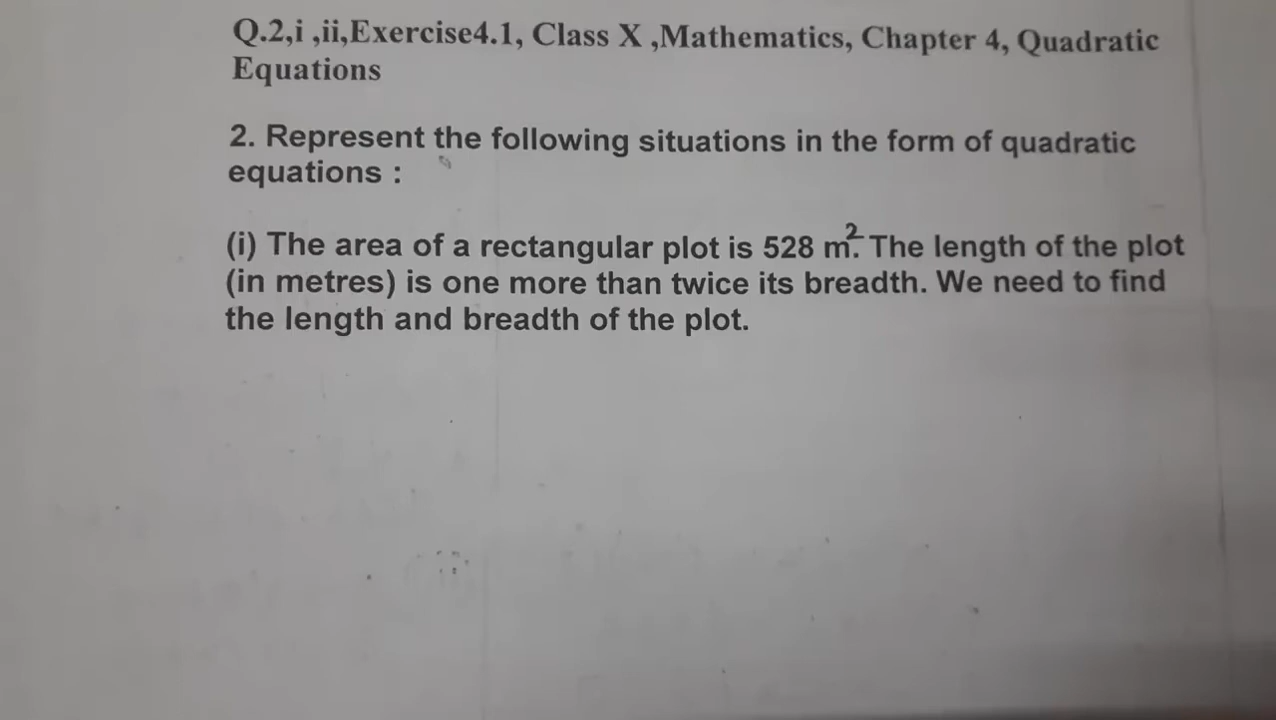 Q.2,i ,ii,Exercise4.1, Class X ,Mathematics, Chapter 4, Quadratic
Equations
2. Represent the following situations in the form of quadratic
equations :
(i) The area of a rectangular plot is 528 m². The length of the plot
(in metres) is one more than twice its breadth. We need to find
the length and breadth of the plot.